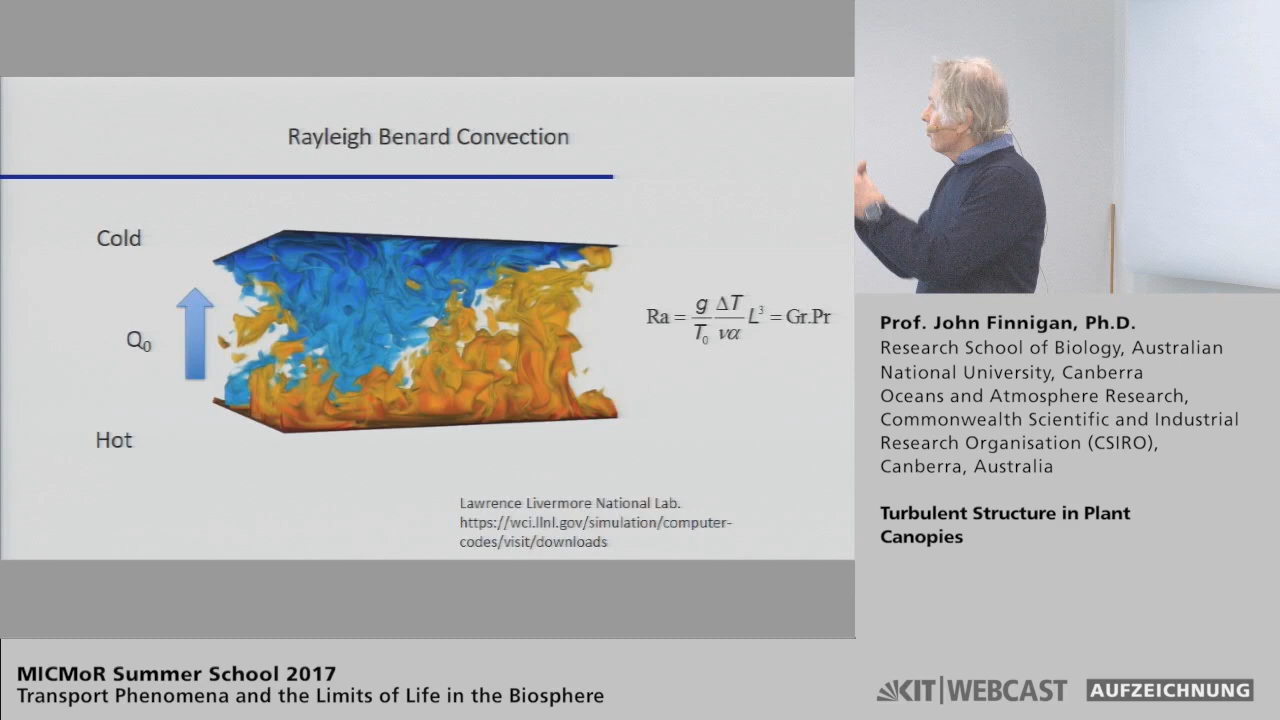 Rayleigh Benard Convection
Cold
Q₀
Hot
Ra = g/T₀ ΔT/να L³ = Gr.Pr
Lawrence Livermore National Lab.
https://wci.llnl.gov/simulation/computer-
codes/visit/downloads
Prof. John Finnigan, Ph.D.
Research School of Biology, Australian
National University, Canberra
Oceans and Atmosphere Research,
Commonwealth Scientific and Industrial
Research Organisation (CSIRO),
Canberra, Australia
Turbulent Structure in Plant
Canopies
MICMoR Summer School 2017
Transport Phenomena and the Limits of Life in the Biosphere
KIT|WEBCAST
AUFZEICHNUNG